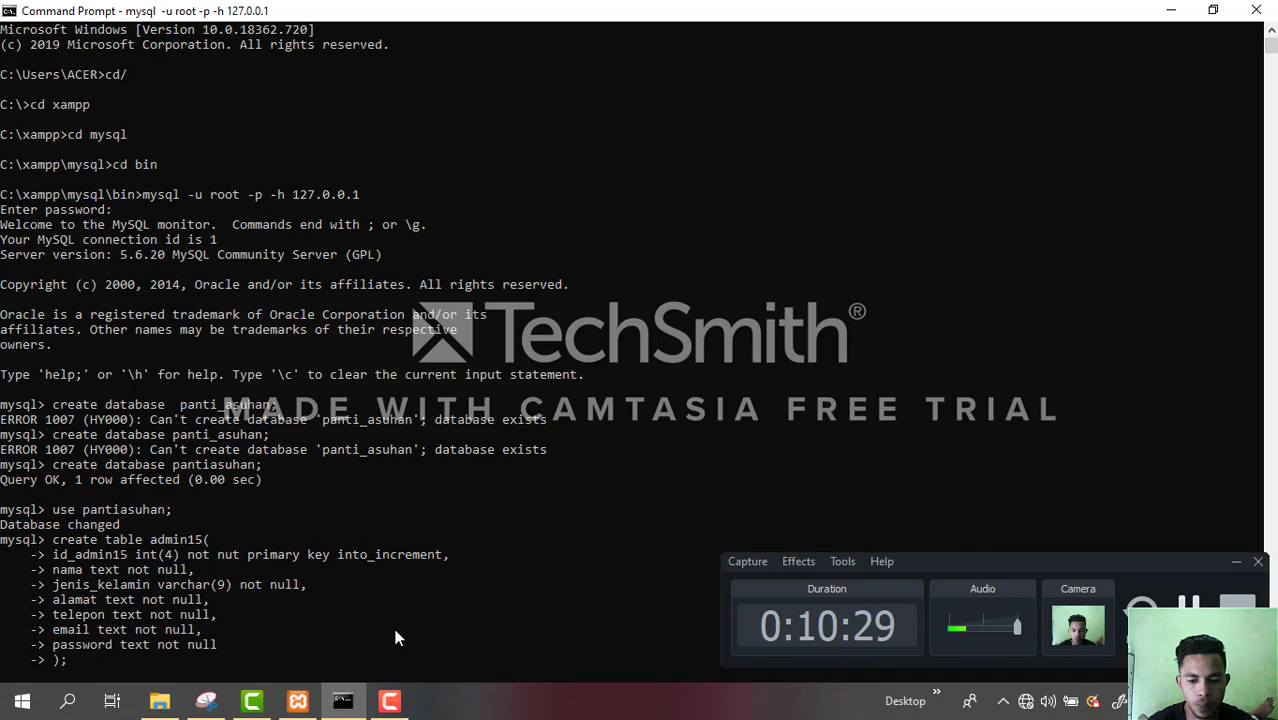 Command Prompt - mysql -u root -p -h 127.0.0.1
Microsoft Windows [Version 10.0.18362.720]
(c) 2019 Microsoft Corporation. All rights reserved.
C:\Users\ACER>cd/
C:\>cd xampp
C:\xampp>cd mysql
C:\xampp\mysql>cd bin
C:\xampp\mysql\bin>mysql -u root -p -h 127.0.0.1
Enter password:
Welcome to the MySQL monitor.  Commands end with ; or \g.
Your MySQL connection id is 1
Server version: 5.6.20 MySQL Community Server (GPL)
Copyright (c) 2000, 2014, Oracle and/or its affiliates. All rights reserved.
Oracle is a registered trademark of Oracle Corporation and/or its
affiliates. Other names may be trademarks of their respective
owners.
Type 'help;' or '\h' for help. Type '\c' to clear the current input statement.
mysql> create database  panti_asuhan;
ERROR 1007 (HY000): Can't create database 'panti_asuhan'; database exists
mysql> create database panti_asuhan;
ERROR 1007 (HY000): Can't create database 'panti_asuhan'; database exists
mysql> create database pantiasuhan;
Query OK, 1 row affected (0.00 sec)
mysql> use pantiasuhan;
Database changed
mysql> create table admin15(
-> id_admin15 int(4) not nut primary key into_increment,
-> nama text not null,
-> jenis_kelamin varchar(9) not null,
-> alamat text not null,
-> telepon text not null,
-> email text not null,
-> password text not null
-> );
TechSmith®
MADE WITH CAMTASIA FREE TRIAL
Capture Effects Tools Help
Duration Audio Camera
0:10:29
Desktop